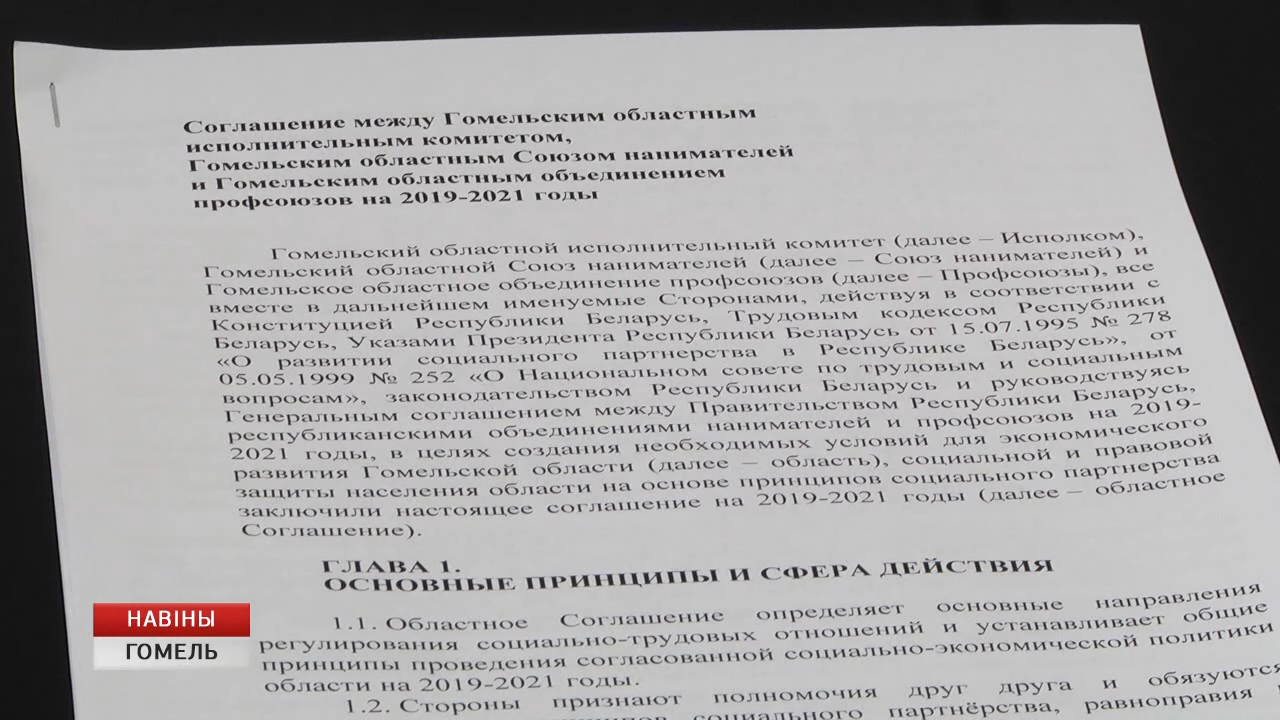 Соглашение между Гомельским областным
исполнительным комитетом,
Гомельским областным Союзом нанимателей
и Гомельским областным объединением
профсоюзов на 2019-2021 годы
Гомельский областной исполнительный комитет (далее – Исполком),
Гомельский областной Союз нанимателей (далее – Союз нанимателей) и
Гомельское областное объединение профсоюзов (далее – Профсоюзы), все
вместе в дальнейшем именуемые Сторонами, действуя в соответствии с
Конституцией Республики Беларусь, Трудовым кодексом Республики
Беларусь, Указами Президента Республики Беларусь от 15.07.1995 № 278
«О развитии социального партнерства в Республике Беларусь», от
05.05.1999 № 252 «О Национальном совете по трудовым и социальным
вопросам», законодательством Республики Беларусь и руководствуясь
Генеральным соглашением между Правительством Республики Беларусь,
республиканскими объединениями нанимателей и профсоюзов на 2019-
2021 годы, в целях создания необходимых условий для экономического
развития Гомельской области (далее – область), социальной и правовой
защиты населения области на основе принципов социального партнерства
заключили настоящее соглашение на 2019-2021 годы (далее – областное
Соглашение).
ГЛАВА 1.
ОСНОВНЫЕ ПРИНЦИПЫ И СФЕРА ДЕЙСТВИЯ
1.1. Областное Соглашение определяет основные направления
регулирования социально-трудовых отношений и устанавливает общие
принципы проведения согласованной социально-экономической политики
области на 2019-2021 годы.
1.2. Стороны признают полномочия друг друга и обязуются
социального партнёрства, равноправия
НАВІНЫ
ГОМЕЛЬ